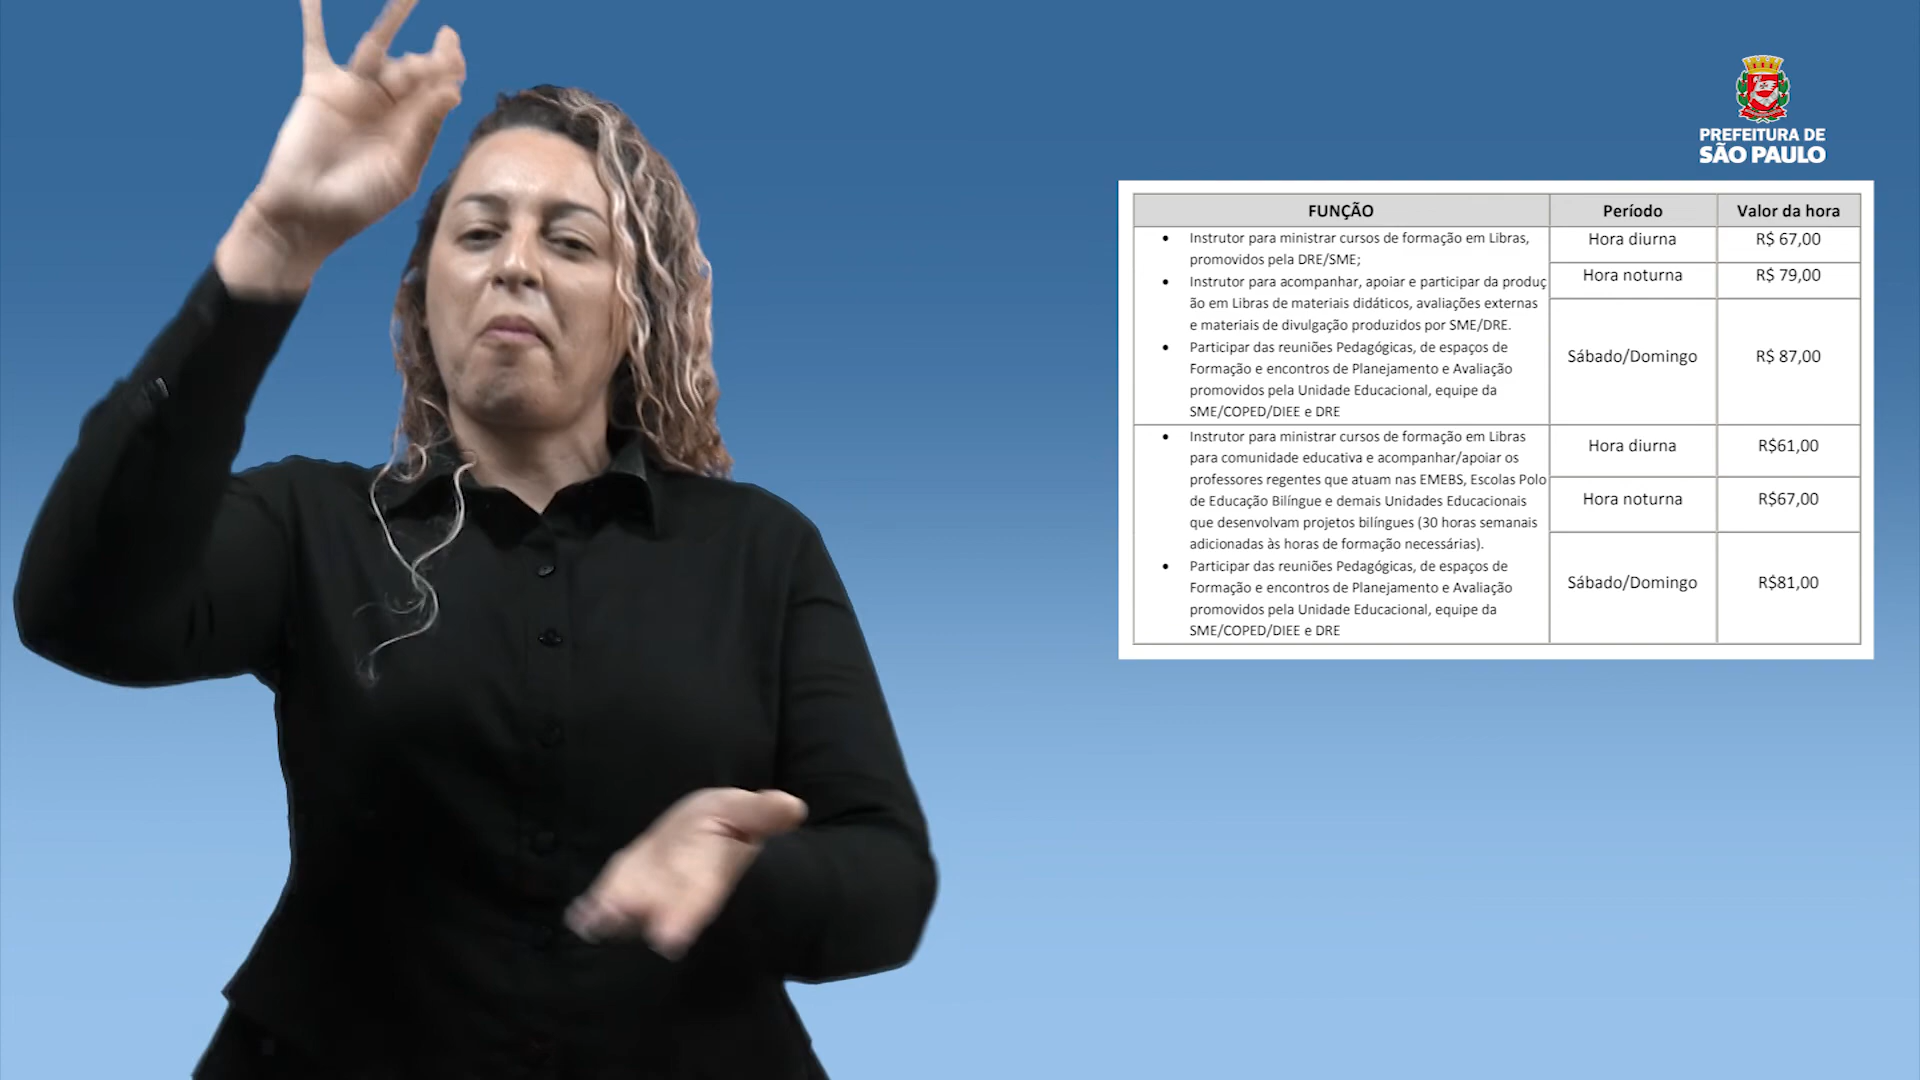 PREFEITURA DE
SÃO PAULO
FUNÇÃO Período Valor da hora
• Instrutor para ministrar cursos de formação em Libras,
promovidos pela DRE/SME;
• Instrutor para acompanhar, apoiar e participar da produç
ão em Libras de materiais didáticos, avaliações externas
e materiais de divulgação produzidos por SME/DRE.
• Participar das reuniões Pedagógicas, de espaços de
Formação e encontros de Planejamento e Avaliação
promovidos pela Unidade Educacional, equipe da
SME/COPED/DIEE e DRE
Hora diurna R$ 67,00
Hora noturna R$ 79,00
Sábado/Domingo R$ 87,00
• Instrutor para ministrar cursos de formação em Libras
para comunidade educativa e acompanhar/apoiar os
professores regentes que atuam nas EMEBS, Escolas Polo
de Educação Bilíngue e demais Unidades Educacionais
que desenvolvam projetos bilíngues (30 horas semanais
adicionadas às horas de formação necessárias).
• Participar das reuniões Pedagógicas, de espaços de
Formação e encontros de Planejamento e Avaliação
promovidos pela Unidade Educacional, equipe da
SME/COPED/DIEE e DRE
Hora diurna R$61,00
Hora noturna R$67,00
Sábado/Domingo R$81,00